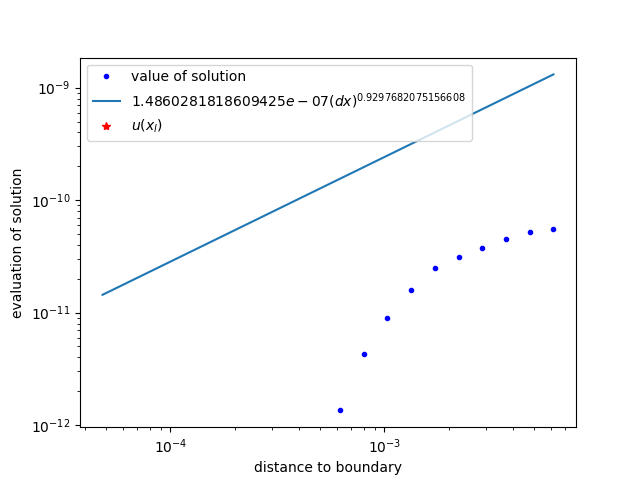 value of solution
1.4860281818609425e − 07(dx)^0.9297682075156608
u(x_l)
10^−9
10^−10
10^−11
10^−12
evaluation of solution
10^−4
10^−3
distance to boundary